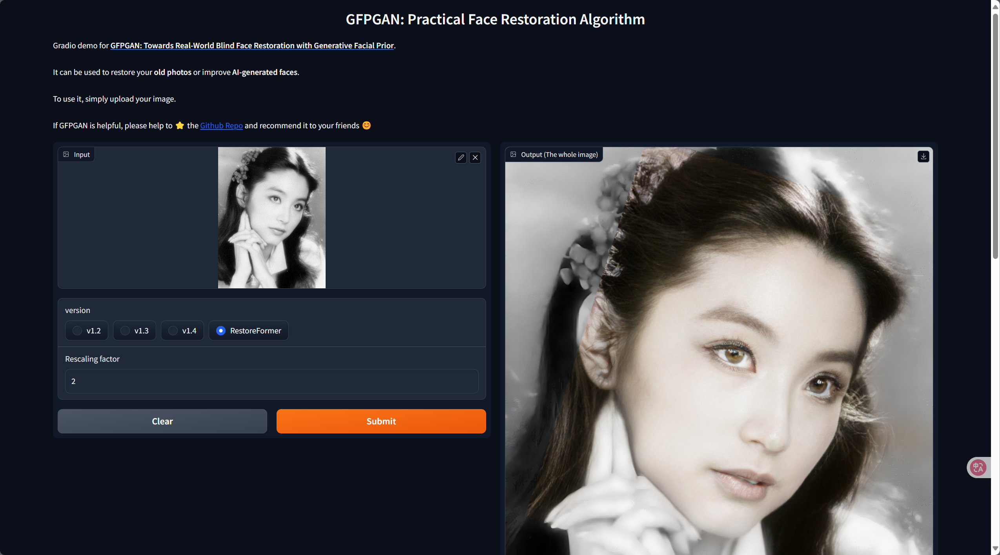 GFPGAN: Practical Face Restoration Algorithm
Gradio demo for GFPGAN: Towards Real-World Blind Face Restoration with Generative Facial Prior.
It can be used to restore your old photos or improve AI-generated faces.
To use it, simply upload your image.
If GFPGAN is helpful, please help to ⭐ the Github Repo and recommend it to your friends 😊
Input
Output (The whole image)
version
v1.2 v1.3 v1.4 RestoreFormer
Rescaling factor
2
Clear Submit
中 A